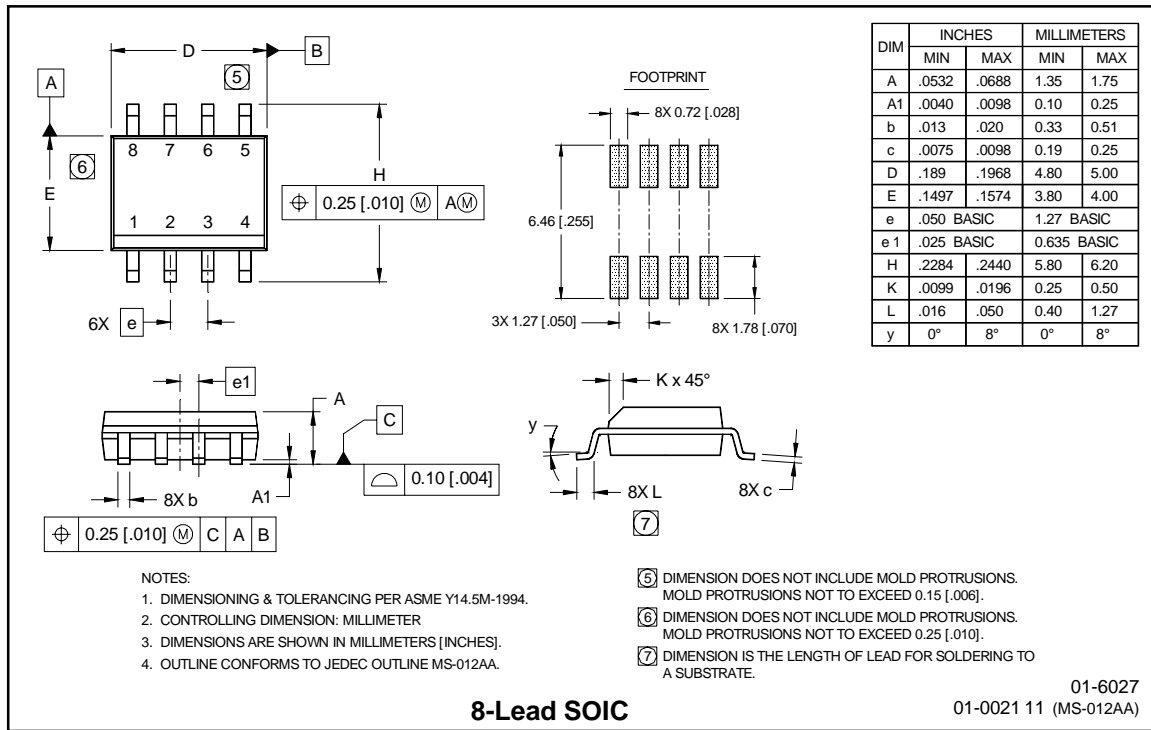 D
B
5
A
8 7 6 5
6
E
H
1 2 3 4
0.25 [.010] Ⓜ AⓂ
6X e
FOOTPRINT
8X 0.72 [.028]
6.46 [.255]
3X 1.27 [.050]
8X 1.78 [.070]
DIM INCHES MILLIMETERS
MIN MAX MIN MAX
A .0532 .0688 1.35 1.75
A1 .0040 .0098 0.10 0.25
b .013 .020 0.33 0.51
c .0075 .0098 0.19 0.25
D .189 .1968 4.80 5.00
E .1497 .1574 3.80 4.00
e .050 BASIC 1.27 BASIC
e 1 .025 BASIC 0.635 BASIC
H .2284 .2440 5.80 6.20
K .0099 .0196 0.25 0.50
L .016 .050 0.40 1.27
y 0° 8° 0° 8°
e1
A
C
0.10 [.004]
8X b
A1
0.25 [.010] Ⓜ C A B
K x 45°
y
8X L
8X c
7
NOTES:
1. DIMENSIONING & TOLERANCING PER ASME Y14.5M-1994.
2. CONTROLLING DIMENSION: MILLIMETER
3. DIMENSIONS ARE SHOWN IN MILLIMETERS [INCHES].
4. OUTLINE CONFORMS TO JEDEC OUTLINE MS-012AA.
5 DIMENSION DOES NOT INCLUDE MOLD PROTRUSIONS.
MOLD PROTRUSIONS NOT TO EXCEED 0.15 [.006].
6 DIMENSION DOES NOT INCLUDE MOLD PROTRUSIONS.
MOLD PROTRUSIONS NOT TO EXCEED 0.25 [.010].
7 DIMENSION IS THE LENGTH OF LEAD FOR SOLDERING TO
A SUBSTRATE.
8-Lead SOIC
01-6027
01-0021 11 (MS-012AA)